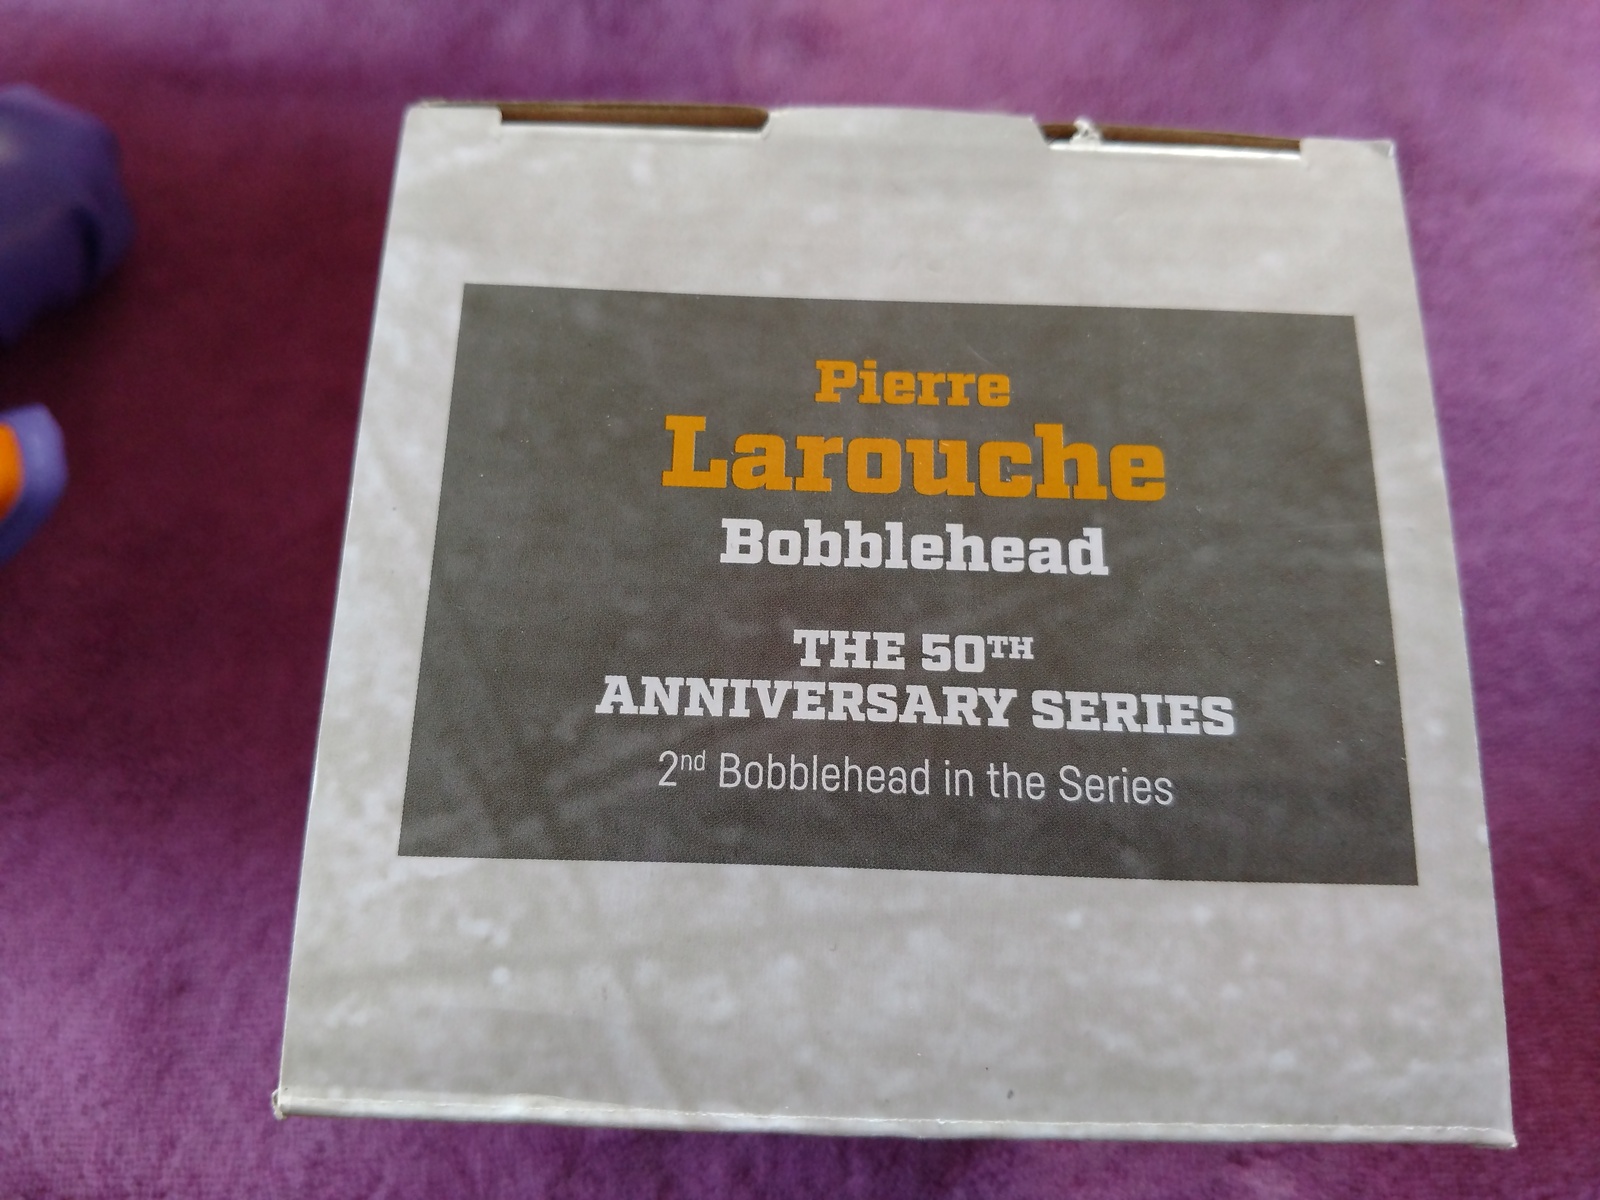 Pierre
Larouche
Bobblehead
THE 50TH
ANNIVERSARY SERIES
2nd Bobblehead in the Series